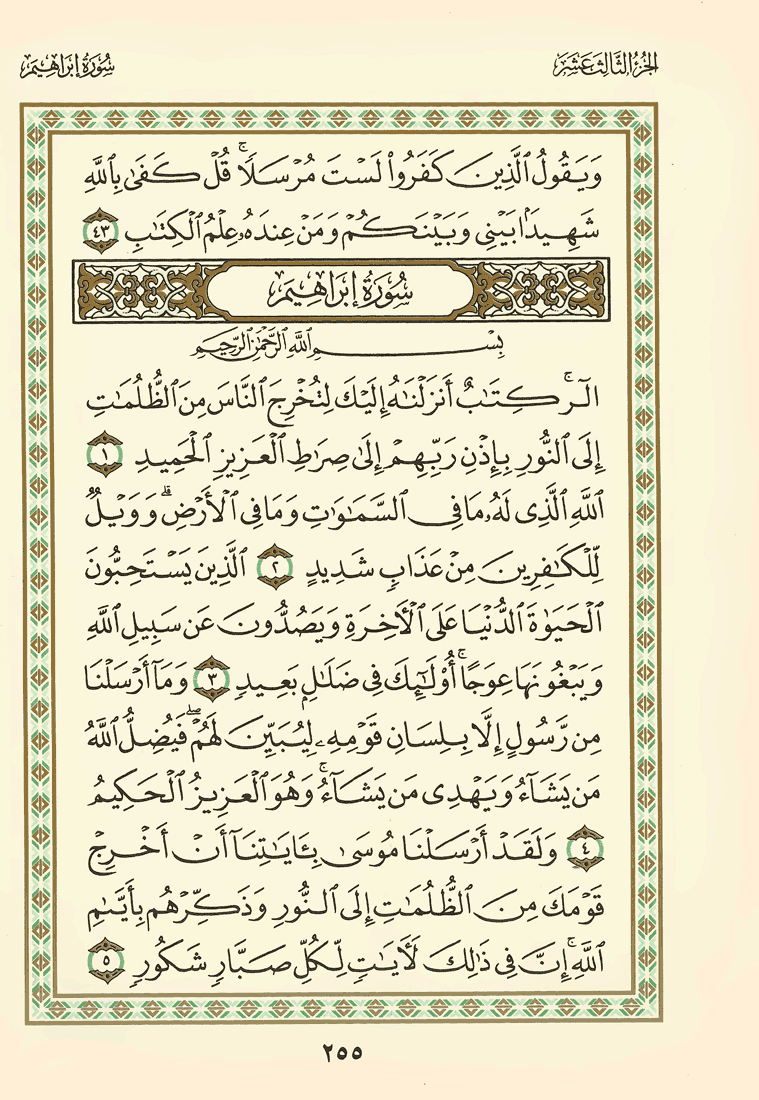 الجزء الثالث عشر
سورة إبراهيم
وَيَقُولُ ٱلَّذِينَ كَفَرُوا۟ لَسْتَ مُرْسَلًا ۚ قُلْ كَفَىٰ بِٱللَّهِ
شَهِيدًۢا بَيْنِى وَبَيْنَكُمْ وَمَنْ عِندَهُۥ عِلْمُ ٱلْكِتَٰبِ ٤٣
سُورَةُ إِبْرَاهِيمَ
بِسْمِ ٱللَّهِ ٱلرَّحْمَٰنِ ٱلرَّحِيمِ
الٓر ۚ كِتَٰبٌ أَنزَلْنَٰهُ إِلَيْكَ لِتُخْرِجَ ٱلنَّاسَ مِنَ ٱلظُّلُمَٰتِ
إِلَى ٱلنُّورِ بِإِذْنِ رَبِّهِمْ إِلَىٰ صِرَٰطِ ٱلْعَزِيزِ ٱلْحَمِيدِ ١
ٱللَّهِ ٱلَّذِى لَهُۥ مَا فِى ٱلسَّمَٰوَٰتِ وَمَا فِى ٱلْأَرْضِ ۗ وَوَيْلٌ
لِّلْكَٰفِرِينَ مِنْ عَذَابٍ شَدِيدٍ ٢ ٱلَّذِينَ يَسْتَحِبُّونَ
ٱلْحَيَوٰةَ ٱلدُّنْيَا عَلَى ٱلْءَاخِرَةِ وَيَصُدُّونَ عَن سَبِيلِ ٱللَّهِ
وَيَبْغُونَهَا عِوَجًا ۚ أُو۟لَٰٓئِكَ فِى ضَلَٰلٍۭ بَعِيدٍ ٣ وَمَآ أَرْسَلْنَا
مِن رَّسُولٍ إِلَّا بِلِسَانِ قَوْمِهِۦ لِيُبَيِّنَ لَهُمْ ۖ فَيُضِلُّ ٱللَّهُ
مَن يَشَآءُ وَيَهْدِى مَن يَشَآءُ ۚ وَهُوَ ٱلْعَزِيزُ ٱلْحَكِيمُ
٤ وَلَقَدْ أَرْسَلْنَا مُوسَىٰ بِـَٔايَٰتِنَآ أَنْ أَخْرِجْ
قَوْمَكَ مِنَ ٱلظُّلُمَٰتِ إِلَى ٱلنُّورِ وَذَكِّرْهُم بِأَيَّىٰمِ
ٱللَّهِ ۚ إِنَّ فِى ذَٰلِكَ لَءَايَٰتٍ لِّكُلِّ صَبَّارٍ شَكُورٍ ٥
٢٥٥